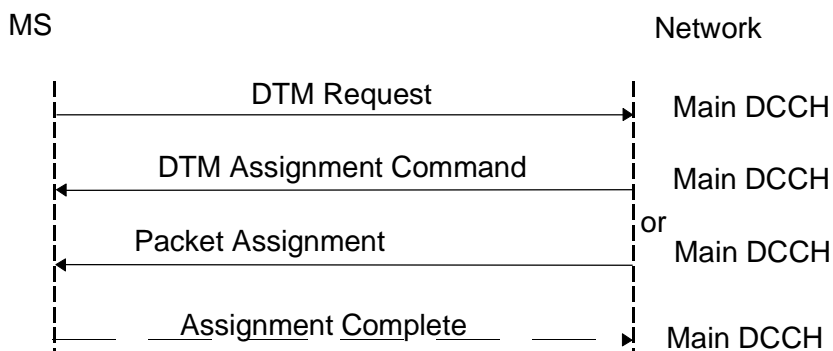 MS
Network
DTM Request
Main DCCH
DTM Assignment Command
Main DCCH
or
Packet Assignment
Main DCCH
Assignment Complete
Main DCCH